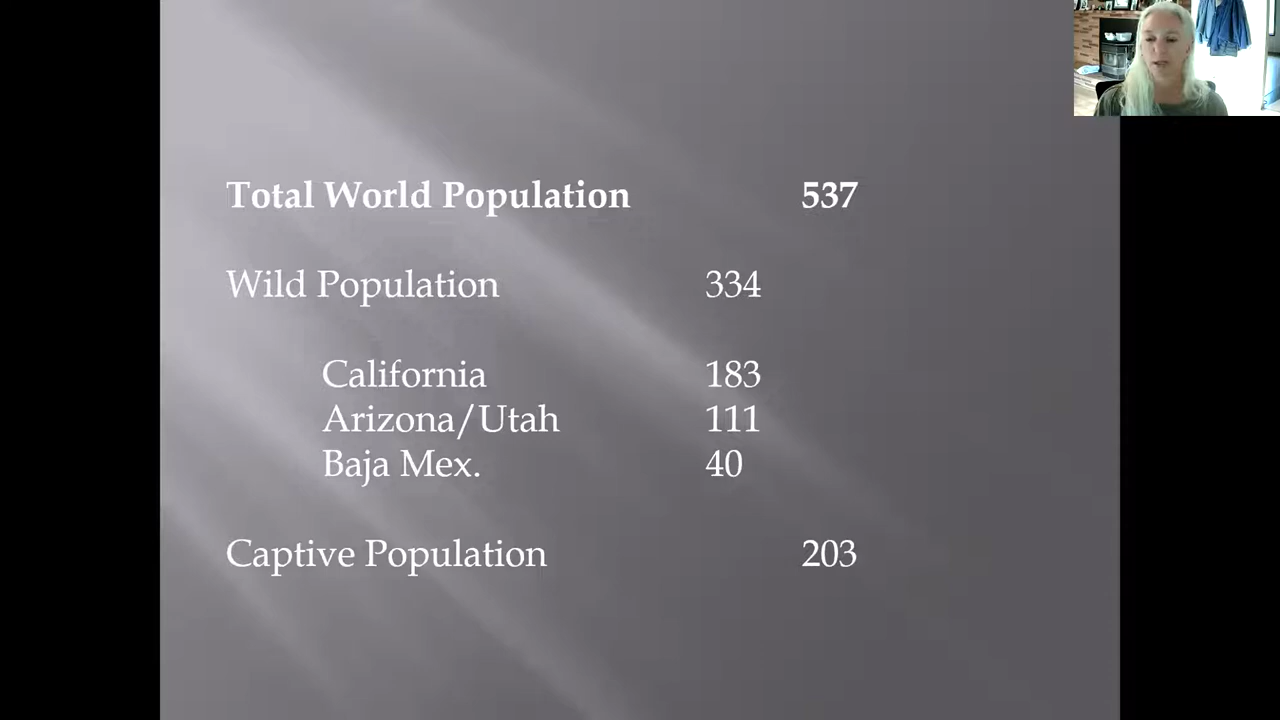 Total World Population 537
Wild Population 334
California 183
Arizona/Utah 111
Baja Mex. 40
Captive Population 203